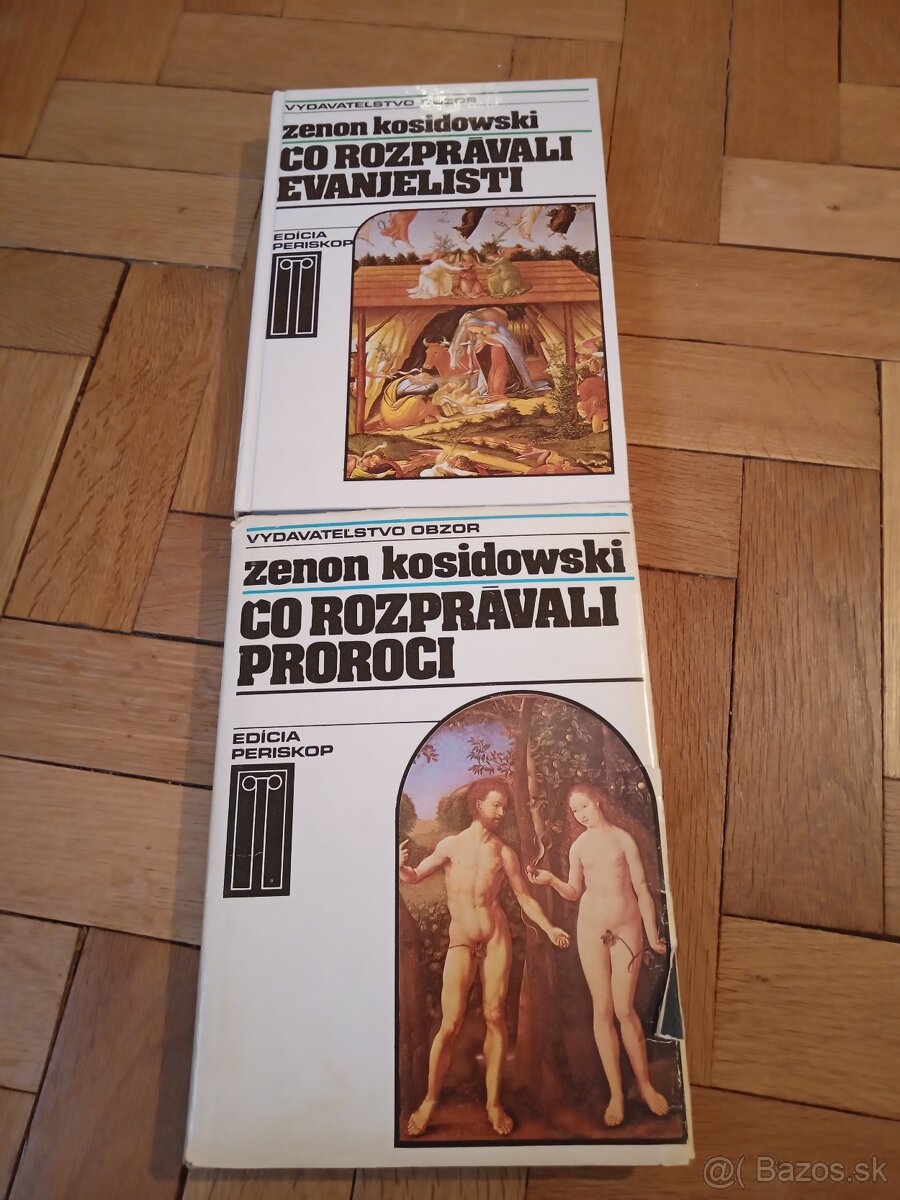 VYDAVATEĽSTVO OBZOR
zenon kosidowski
ČO ROZPRÁVALI
EVANJELISTI
EDÍCIA
PERISKOP
VYDAVATEĽSTVO OBZOR
zenon kosidowski
ČO ROZPRÁVALI
PROROCI
EDÍCIA
PERISKOP
@( Bazos.sk